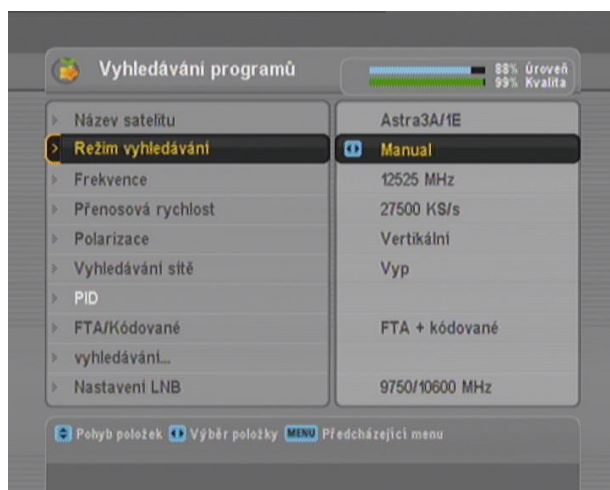 Vyhledávání programů
88% Úroveň
99% Kvalita
Název satelitu Astra3A/1E
Režim vyhledávání Manual
Frekvence 12525 MHz
Přenosová rychlost 27500 KS/s
Polarizace Vertikální
Vyhledávání sítě Vyp
PID
FTA/Kódované FTA + kódované
vyhledávání...
Nastavení LNB 9750/10600 MHz
Pohyb položek Výběr položky MENU Předcházející menu